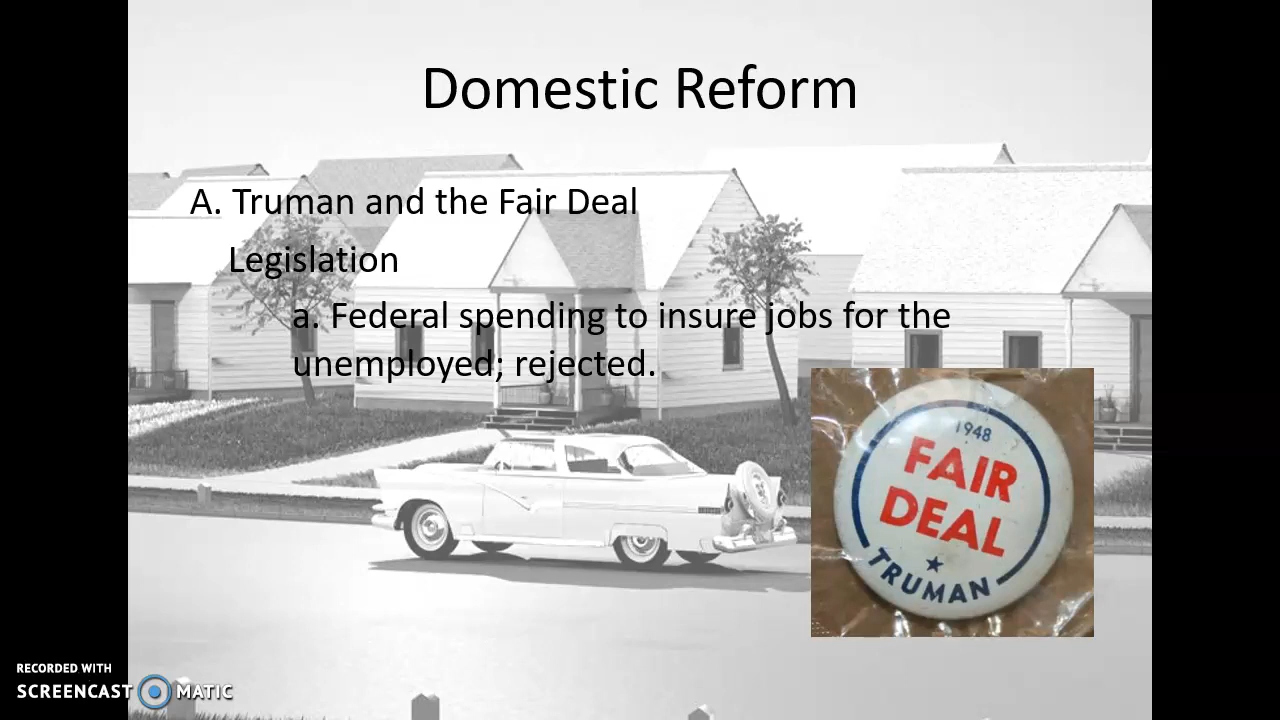 Domestic Reform
A. Truman and the Fair Deal
Legislation
a. Federal spending to insure jobs for the
unemployed; rejected.
1948
FAIR
DEAL
TRUMAN
RECORDED WITH
SCREENCAST MATIC